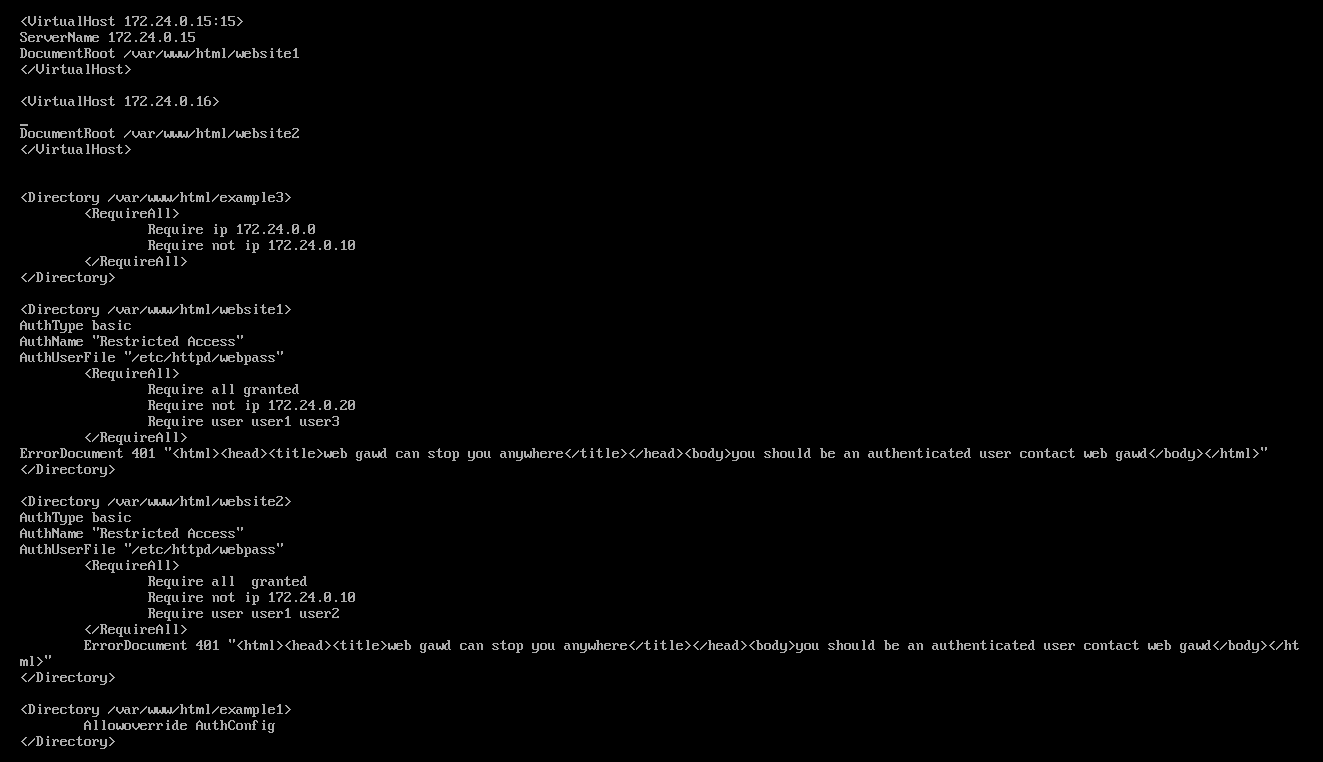 <VirtualHost 172.24.0.15:15>
ServerName 172.24.0.15
DocumentRoot /var/www/html/website1
</VirtualHost>
<VirtualHost 172.24.0.16>
DocumentRoot /var/www/html/website2
</VirtualHost>
<Directory /var/www/html/example3>
<RequireAll>
Require ip 172.24.0.0
Require not ip 172.24.0.10
</RequireAll>
</Directory>
<Directory /var/www/html/website1>
AuthType basic
AuthName "Restricted Access"
AuthUserFile "/etc/httpd/webpass"
<RequireAll>
Require all granted
Require not ip 172.24.0.20
Require user user1 user3
</RequireAll>
ErrorDocument 401 "<html><head><title>web gawd can stop you anywhere</title></head><body>you should be an authenticated user contact web gawd</body></html>"
</Directory>
<Directory /var/www/html/website2>
AuthType basic
AuthName "Restricted Access"
AuthUserFile "/etc/httpd/webpass"
<RequireAll>
Require all  granted
Require not ip 172.24.0.10
Require user user1 user2
</RequireAll>
ErrorDocument 401 "<html><head><title>web gawd can stop you anywhere</title></head><body>you should be an authenticated user contact web gawd</body></ht
ml>"
</Directory>
<Directory /var/www/html/example1>
Allowoverride AuthConfig
</Directory>